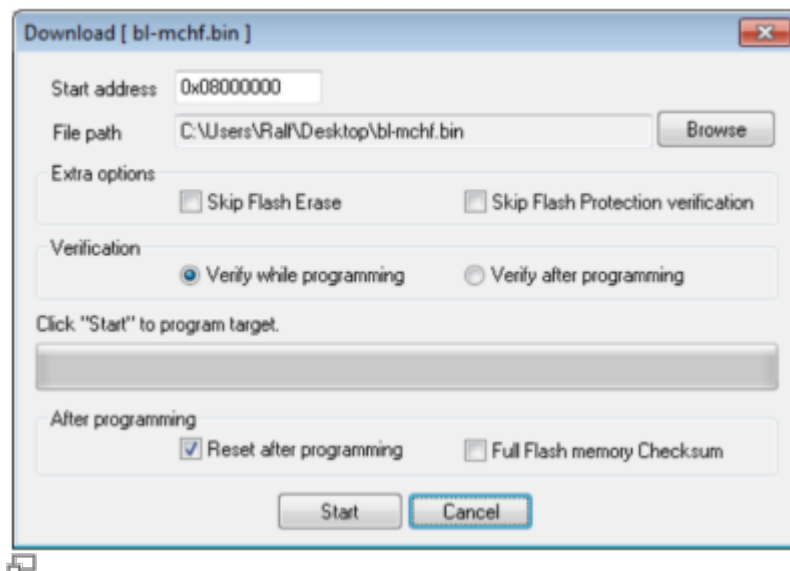 Download [ bl-mchf.bin ]
Start address 0x08000000
File path C:\Users\Ralf\Desktop\bl-mchf.bin Browse
Extra options
Skip Flash Erase Skip Flash Protection verification
Verification
Verify while programming Verify after programming
Click "Start" to program target.
After programming
Reset after programming Full Flash memory Checksum
Start Cancel